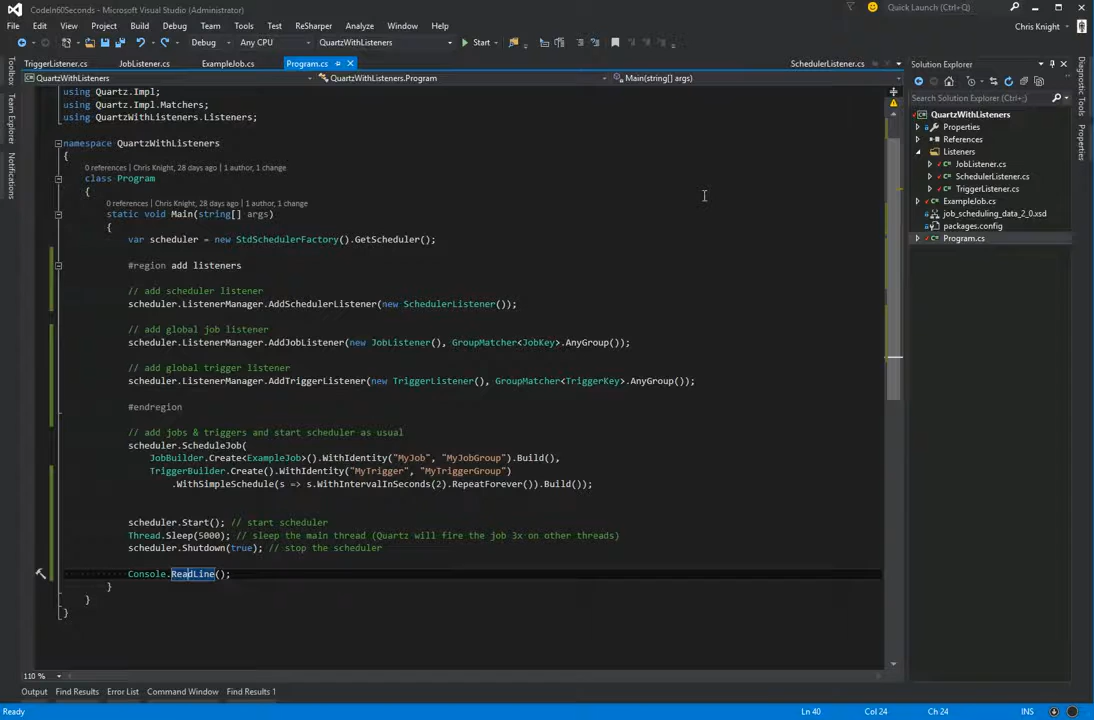 CodeIn60Seconds - Microsoft Visual Studio (Administrator)
Quick Launch (Ctrl+Q)
File Edit View Project Build Debug Team Tools Test ReSharper Analyze Window Help
Chris Knight
Debug Any CPU QuartzWithListeners Start
TriggerListener.cs JobListener.cs ExampleJob.cs Program.cs SchedulerListener.cs
QuartzWithListeners QuartzWithListeners.Program Main(string[] args)
Toolbox
Team Explorer
Notifications
using Quartz.Impl;
using Quartz.Impl.Matchers;
using QuartzWithListeners.Listeners;
namespace QuartzWithListeners
{
0 references | Chris Knight, 28 days ago | 1 author, 1 change
class Program
{
0 references | Chris Knight, 28 days ago | 1 author, 1 change
static void Main(string[] args)
{
var scheduler = new StdSchedulerFactory().GetScheduler();
#region add listeners
// add scheduler listener
scheduler.ListenerManager.AddSchedulerListener(new SchedulerListener());
// add global job listener
scheduler.ListenerManager.AddJobListener(new JobListener(), GroupMatcher<JobKey>.AnyGroup());
// add global trigger listener
scheduler.ListenerManager.AddTriggerListener(new TriggerListener(), GroupMatcher<TriggerKey>.AnyGroup());
#endregion
// add jobs & triggers and start scheduler as usual
scheduler.ScheduleJob(
JobBuilder.Create<ExampleJob>().WithIdentity("MyJob", "MyJobGroup").Build(),
TriggerBuilder.Create().WithIdentity("MyTrigger", "MyTriggerGroup")
.WithSimpleSchedule(s => s.WithIntervalInSeconds(2).RepeatForever()).Build());
scheduler.Start(); // start scheduler
Thread.Sleep(5000); // sleep the main thread (Quartz will fire the job 3x on other threads)
scheduler.Shutdown(true); // stop the scheduler
Console.ReadLine();
}
}
}
110 %
Solution Explorer
Search Solution Explorer (Ctrl+;)
QuartzWithListeners
Properties
References
Listeners
JobListener.cs
SchedulerListener.cs
TriggerListener.cs
ExampleJob.cs
job_scheduling_data_2_0.xsd
packages.config
Program.cs
Diagnostic Tools
Properties
Output Find Results Error List Command Window Find Results 1
Ready Ln 40 Col 24 Ch 24 INS